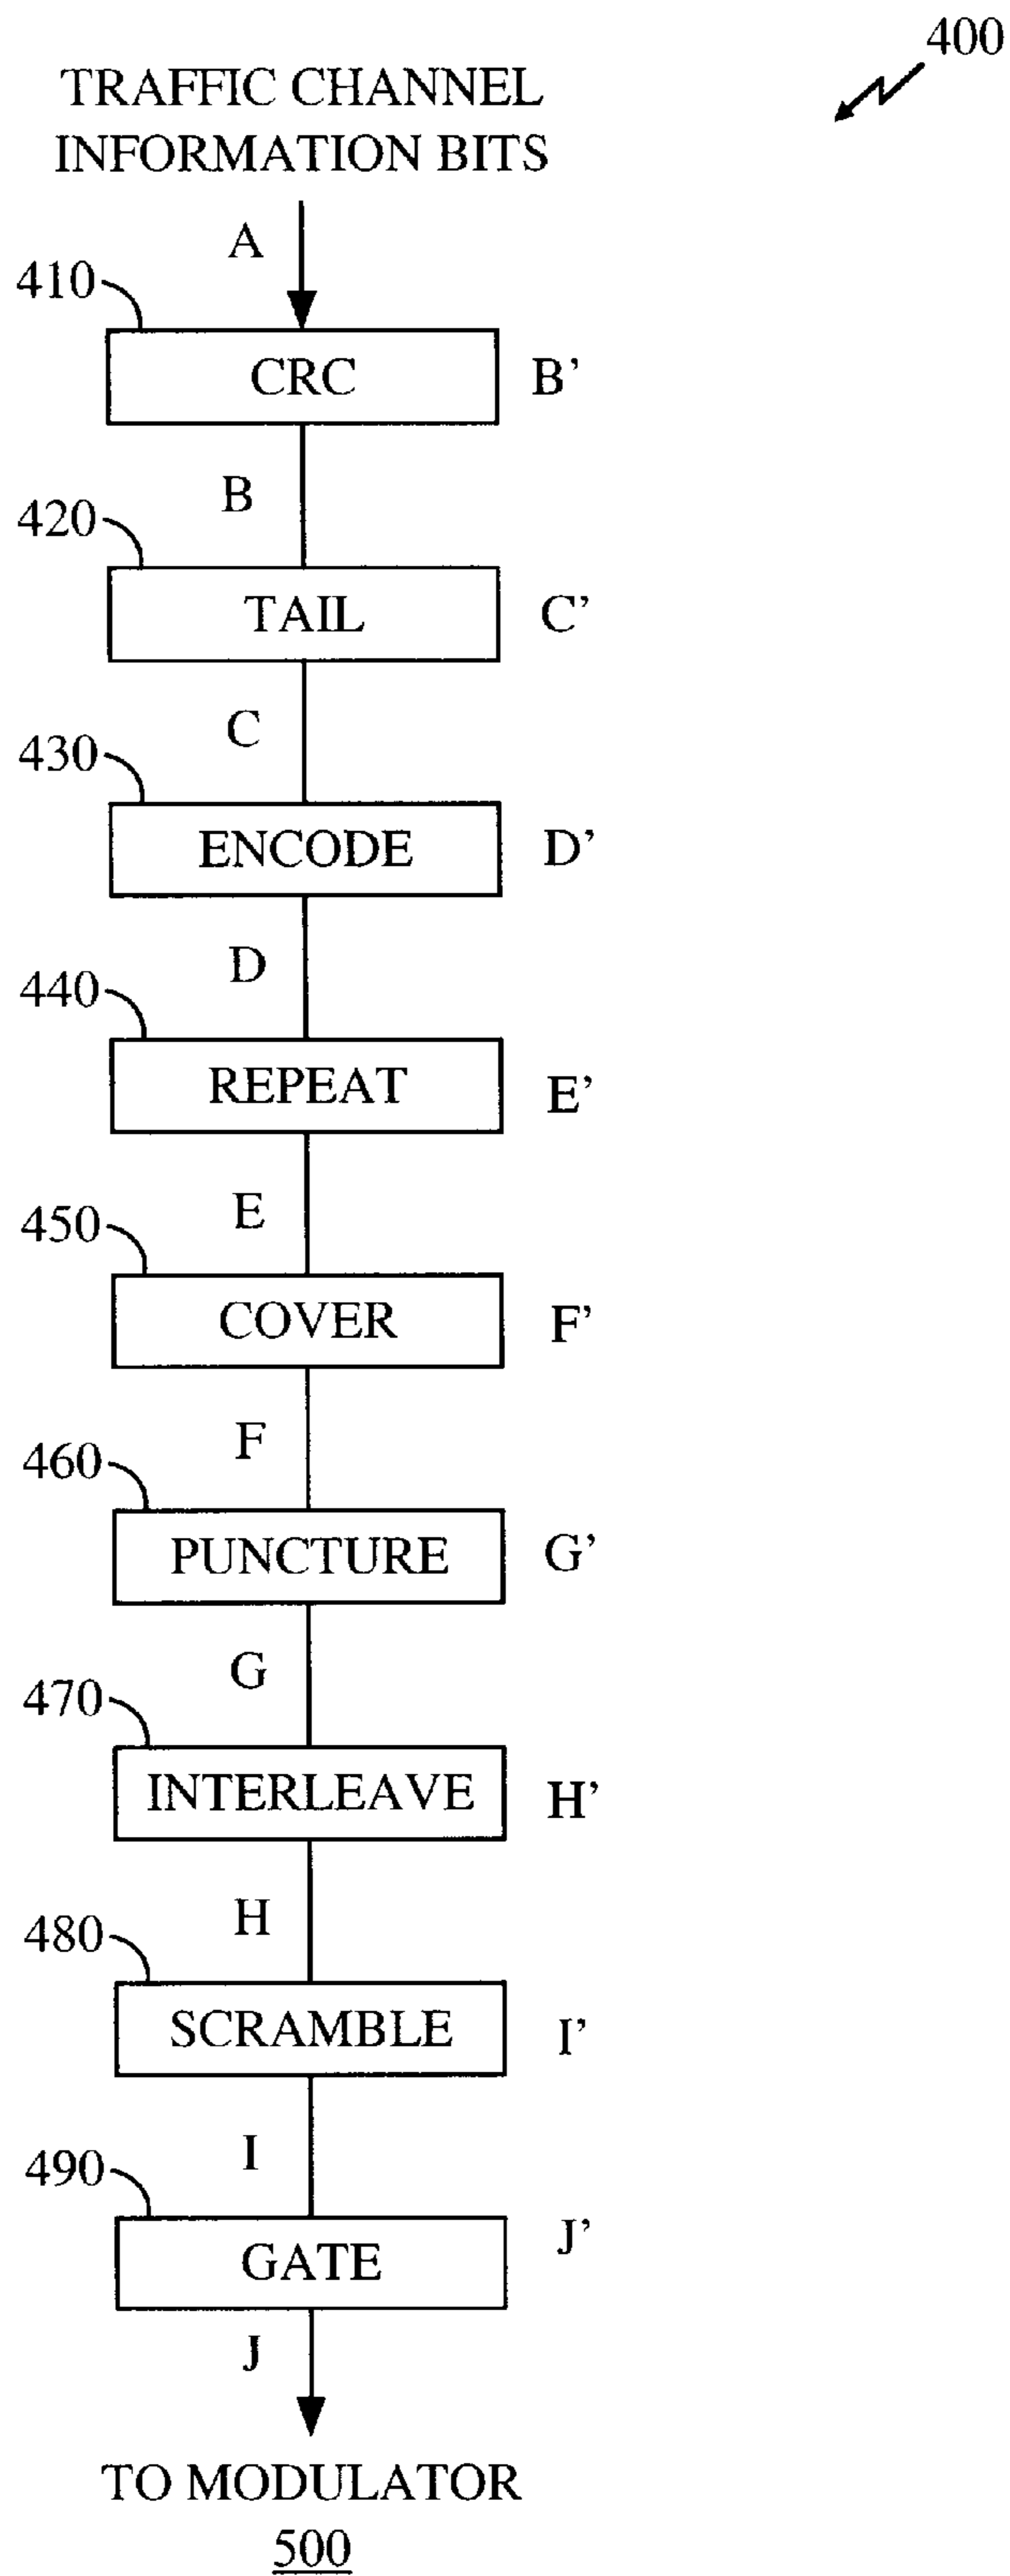 400
TRAFFIC CHANNEL
INFORMATION BITS
A
410
CRC B’
B
420
TAIL C’
C
430
ENCODE D’
D
440
REPEAT E’
E
450
COVER F’
F
460
PUNCTURE G’
G
470
INTERLEAVE H’
H
480
SCRAMBLE I’
I
490
GATE J’
J
TO MODULATOR
500